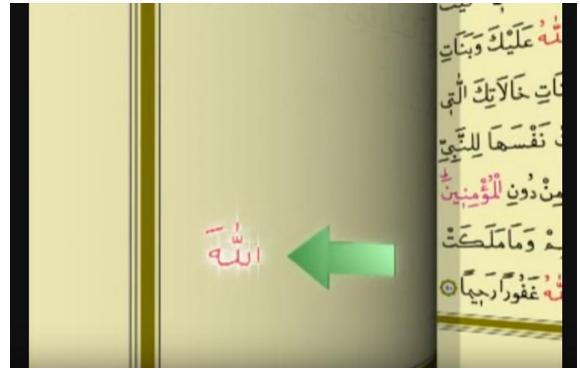 عَلَيْكَ وَبَنَاتِ
خَالَاتِكَ الّٰتٖى
نَفْسَهَا لِلنَّبِيِّ
مِنْ دُونِ الْمُؤْمِنٖينَۜ
وَمَا مَلَكَتْ
غَفُورًا رَحٖيمًا
اللّٰهَ